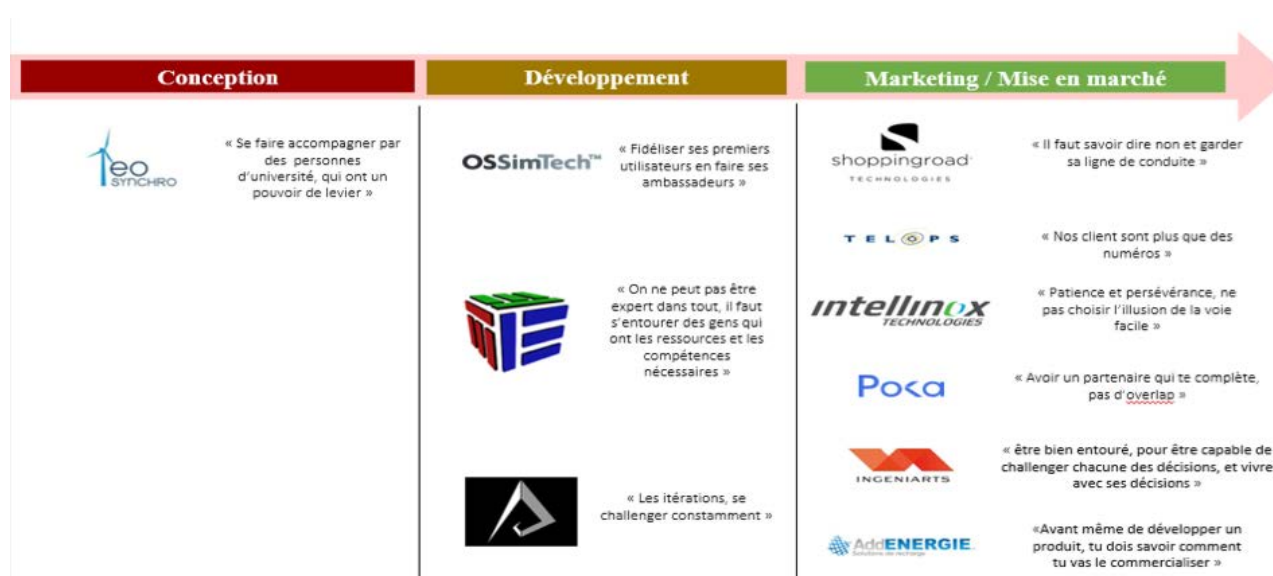 Conception
Développement
Marketing / Mise en marché
eo
SYNCHRO
« Se faire accompagner par
des personnes
d'université, qui ont un
pouvoir de levier »
OSSimTech™
« Fidéliser ses premiers
utilisateurs en faire ses
ambassadeurs »
« On ne peut pas être
expert dans tout, il faut
s'entourer des gens qui
ont les ressources et les
compétences
nécessaires »
« Les itérations, se
challenger constamment »
shoppingroad
TECHNOLOGIES
« Il faut savoir dire non et garder
sa ligne de conduite »
TELOPS
« Nos client sont plus que des
numéros »
intellinox
TECHNOLOGIES
« Patience et persévérance, ne
pas choisir l'illusion de la voie
facile »
Poka
« Avoir un partenaire qui te complète,
pas d'overlap »
INGENIARTS
« être bien entouré, pour être capable de
challenger chacune des décisions, et vivre
avec ses décisions »
AddENERGIE
Solutions de recharge
«Avant même de développer un
produit, tu dois savoir comment
tu vas le commercialiser »